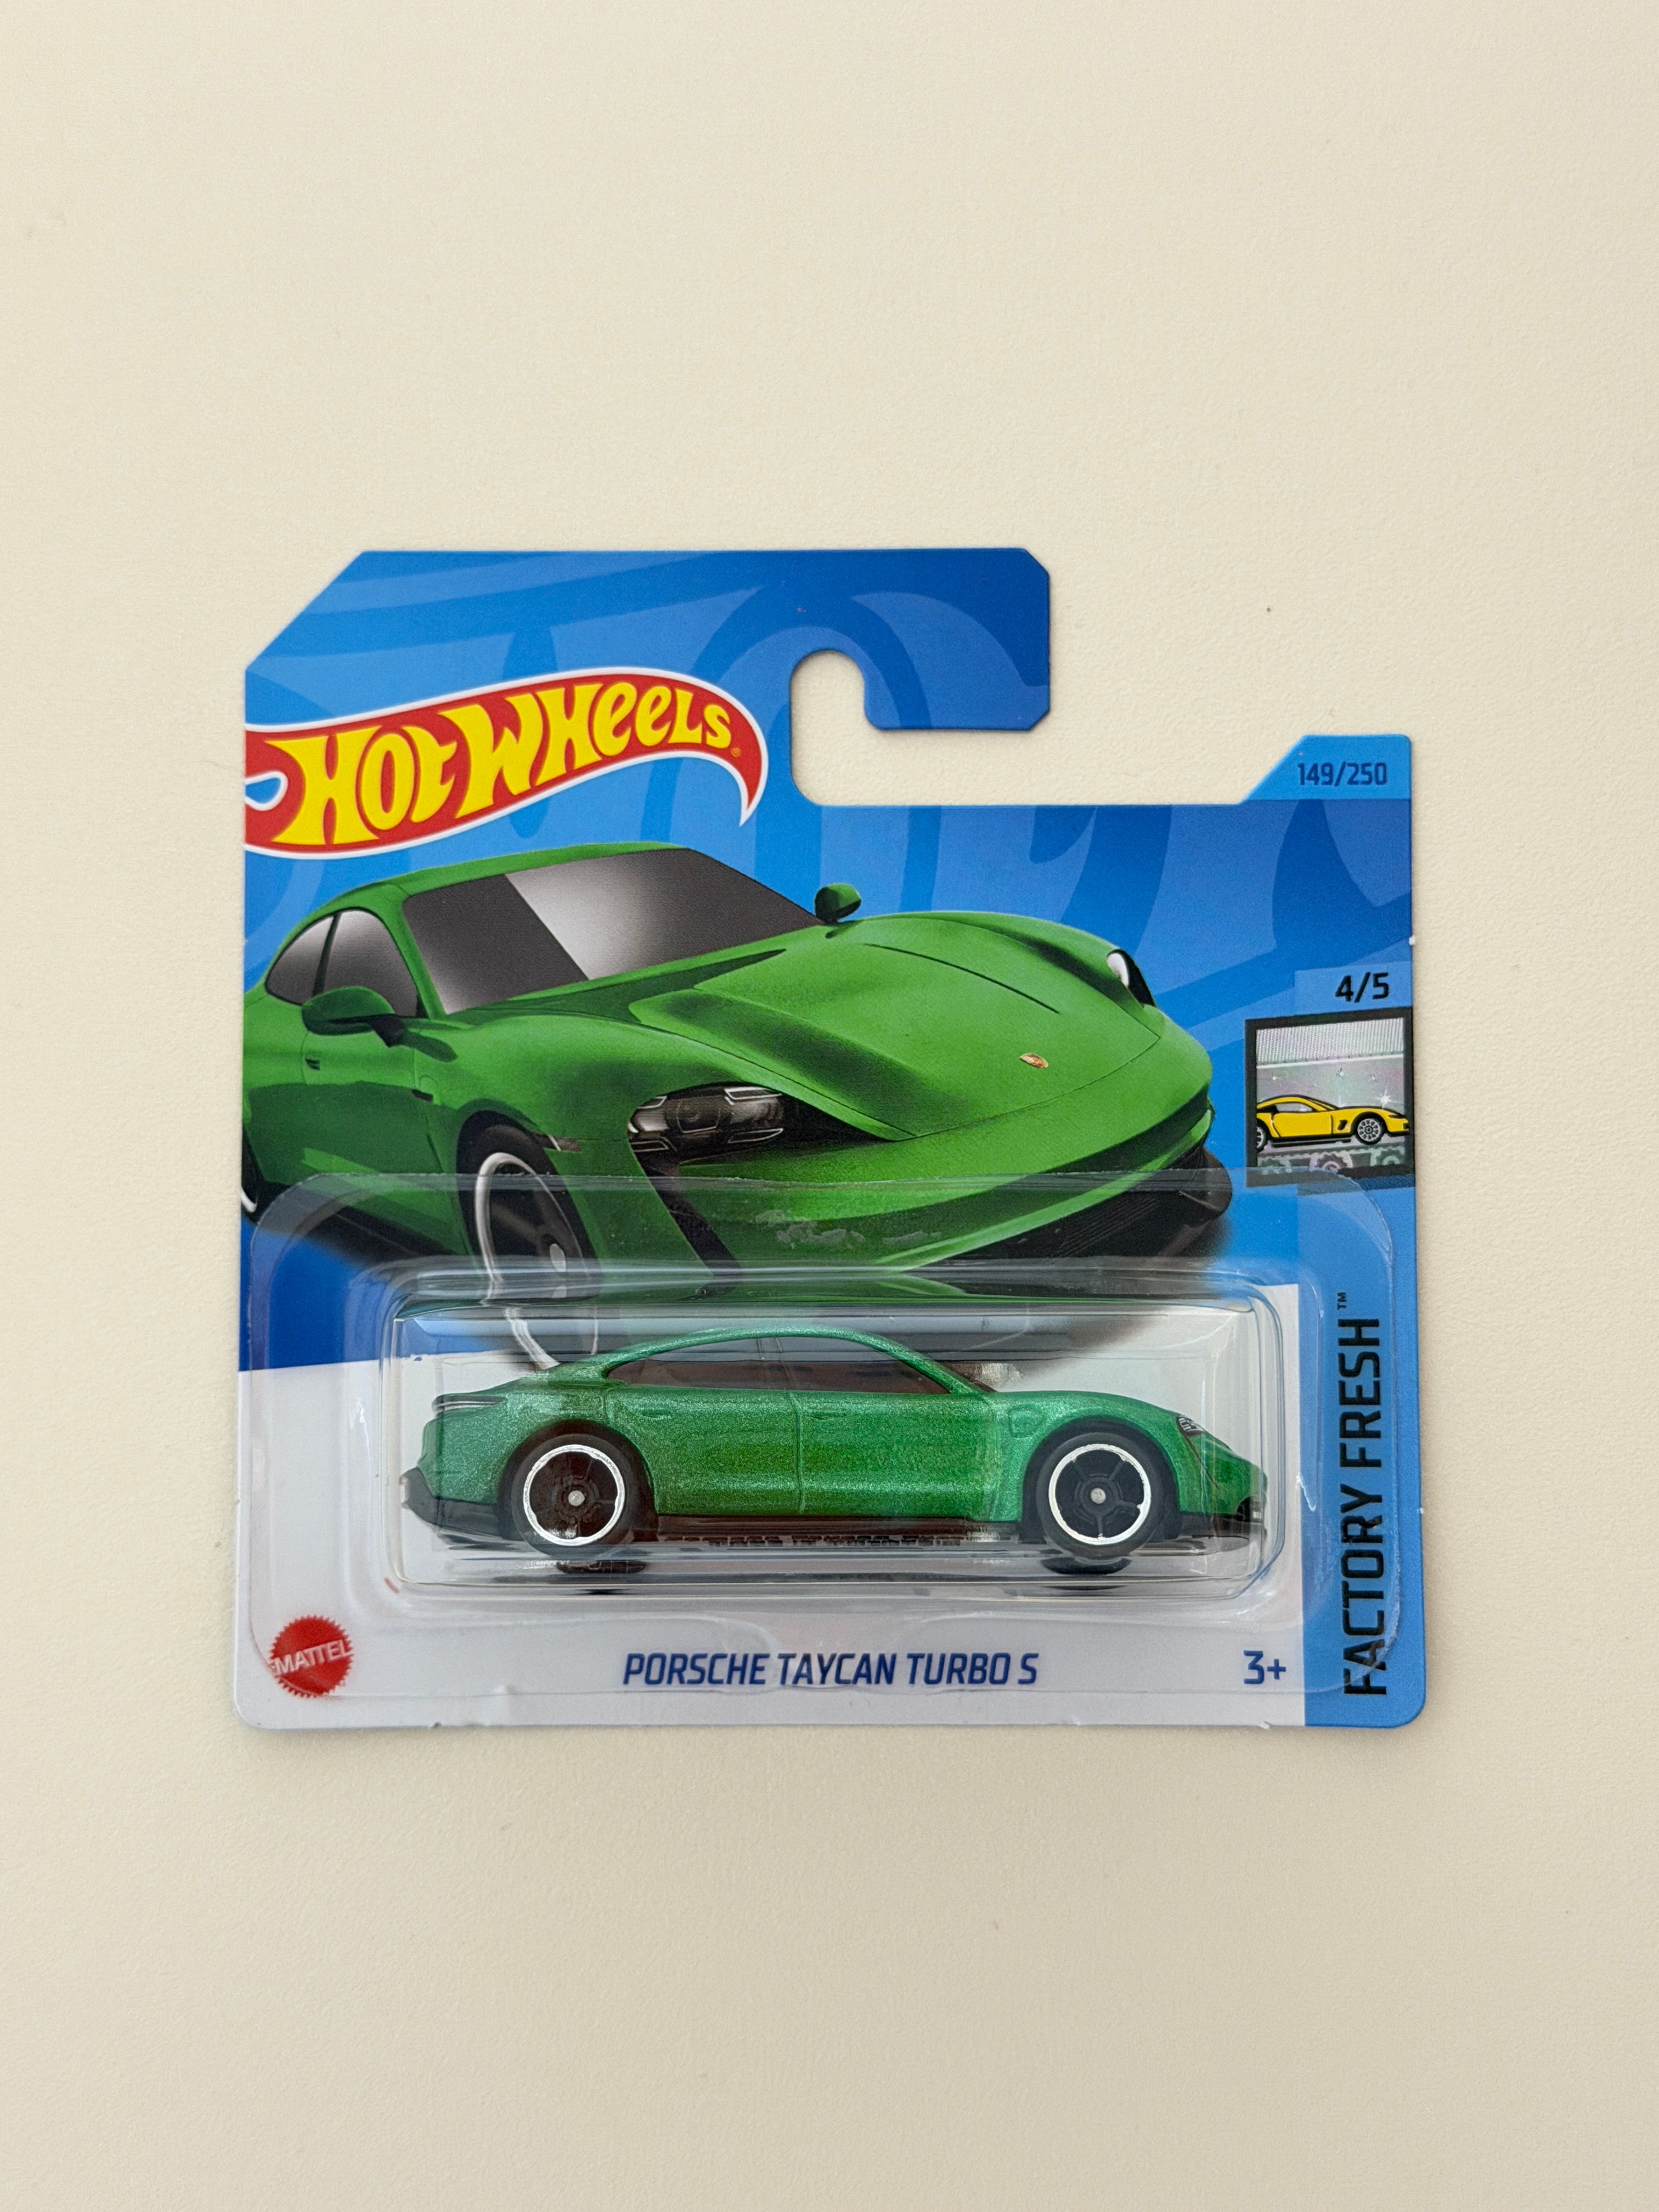 HOT WHEELS
149/250
4/5
FACTORY FRESH™
MATTEL
PORSCHE TAYCAN TURBO S
3+